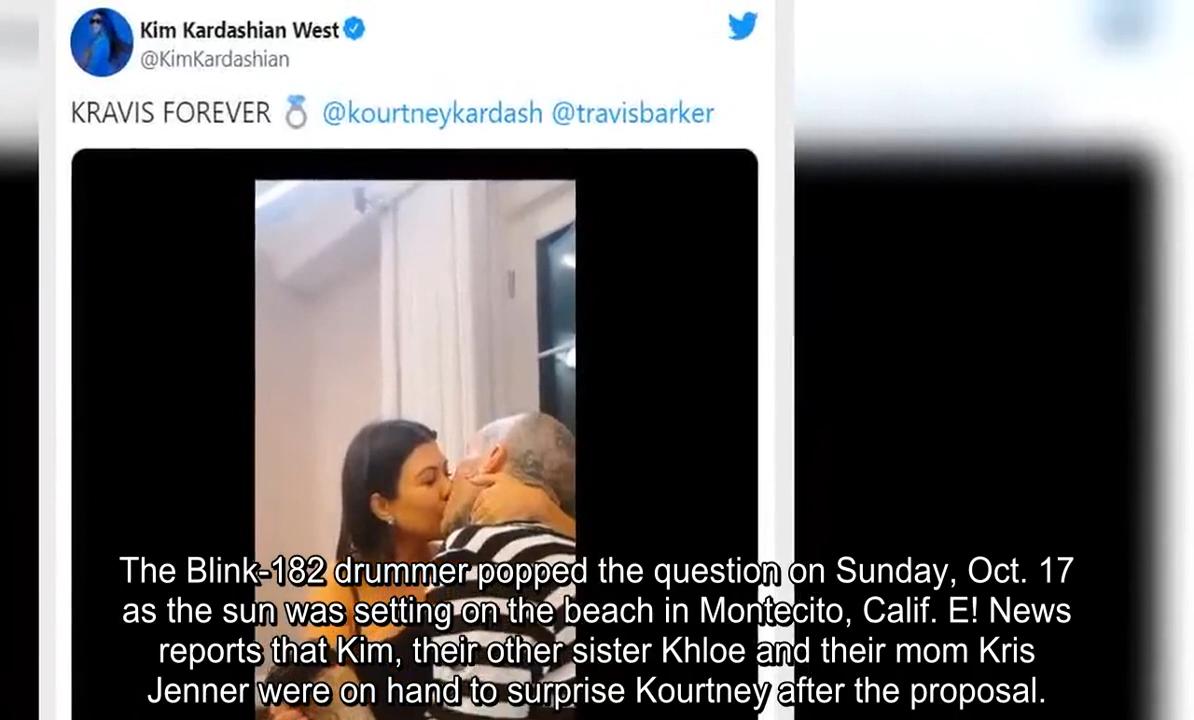 Kim Kardashian West
@KimKardashian
KRAVIS FOREVER 💍 @kourtneykardash @travisbarker
The Blink-182 drummer popped the question on Sunday, Oct. 17
as the sun was setting on the beach in Montecito, Calif. E! News
reports that Kim, their other sister Khloe and their mom Kris
Jenner were on hand to surprise Kourtney after the proposal.